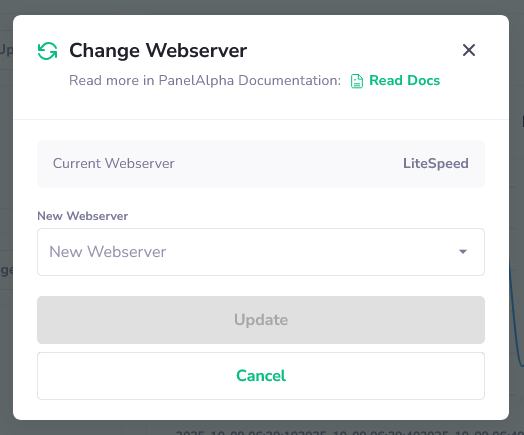 Change Webserver
Read more in PanelAlpha Documentation: Read Docs
Current Webserver LiteSpeed
New Webserver
New Webserver
Update
Cancel